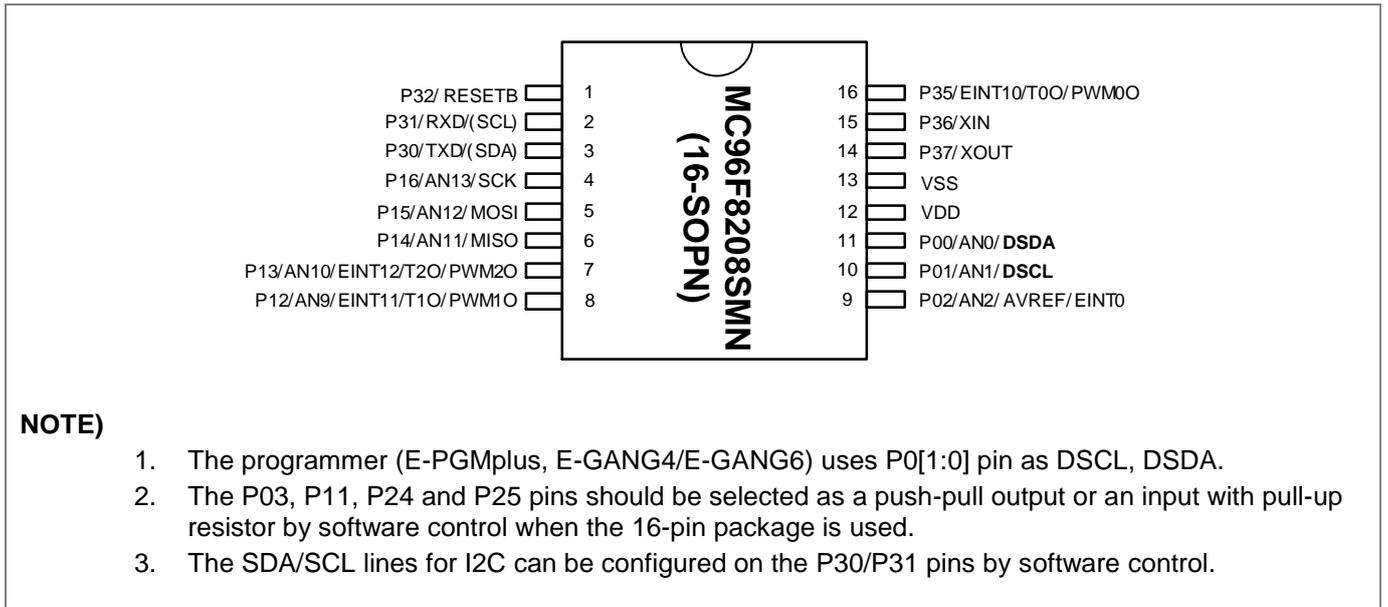 P32/ RESETB 1
P31/RXD/(SCL) 2
P30/TXD/(SDA) 3
P16/AN13/SCK 4
P15/AN12/MOSI 5
P14/AN11/MISO 6
P13/AN10/EINT12/T2O/PWM2O 7
P12/AN9/EINT11/T1O/PWM1O 8
MC96F8208SMN
(16-SOPN)
16 P35/EINT10/T0O/PWM0O
15 P36/XIN
14 P37/XOUT
13 VSS
12 VDD
11 P00/AN0/DSDA
10 P01/AN1/DSCL
9 P02/AN2/AVREF/EINT0
NOTE)
1. The programmer (E-PGMplus, E-GANG4/E-GANG6) uses P0[1:0] pin as DSCL, DSDA.
2. The P03, P11, P24 and P25 pins should be selected as a push-pull output or an input with pull-up
resistor by software control when the 16-pin package is used.
3. The SDA/SCL lines for I2C can be configured on the P30/P31 pins by software control.